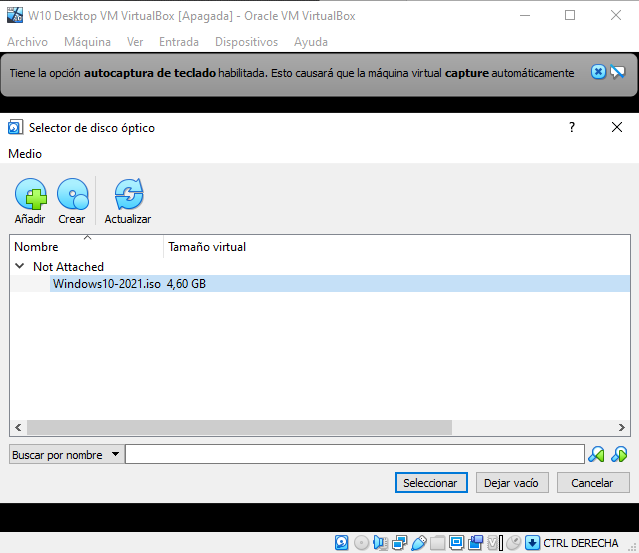 W10 Desktop VM VirtualBox [Apagada] - Oracle VM VirtualBox
Archivo Máquina Ver Entrada Dispositivos Ayuda
Tiene la opción autocaptura de teclado habilitada. Esto causará que la máquina virtual capture automáticamente
Selector de disco óptico
Medio
Añadir Crear Actualizar
Nombre Tamaño virtual
Not Attached
Windows10-2021.iso 4,60 GB
Buscar por nombre
Seleccionar Dejar vacío Cancelar
CTRL DERECHA